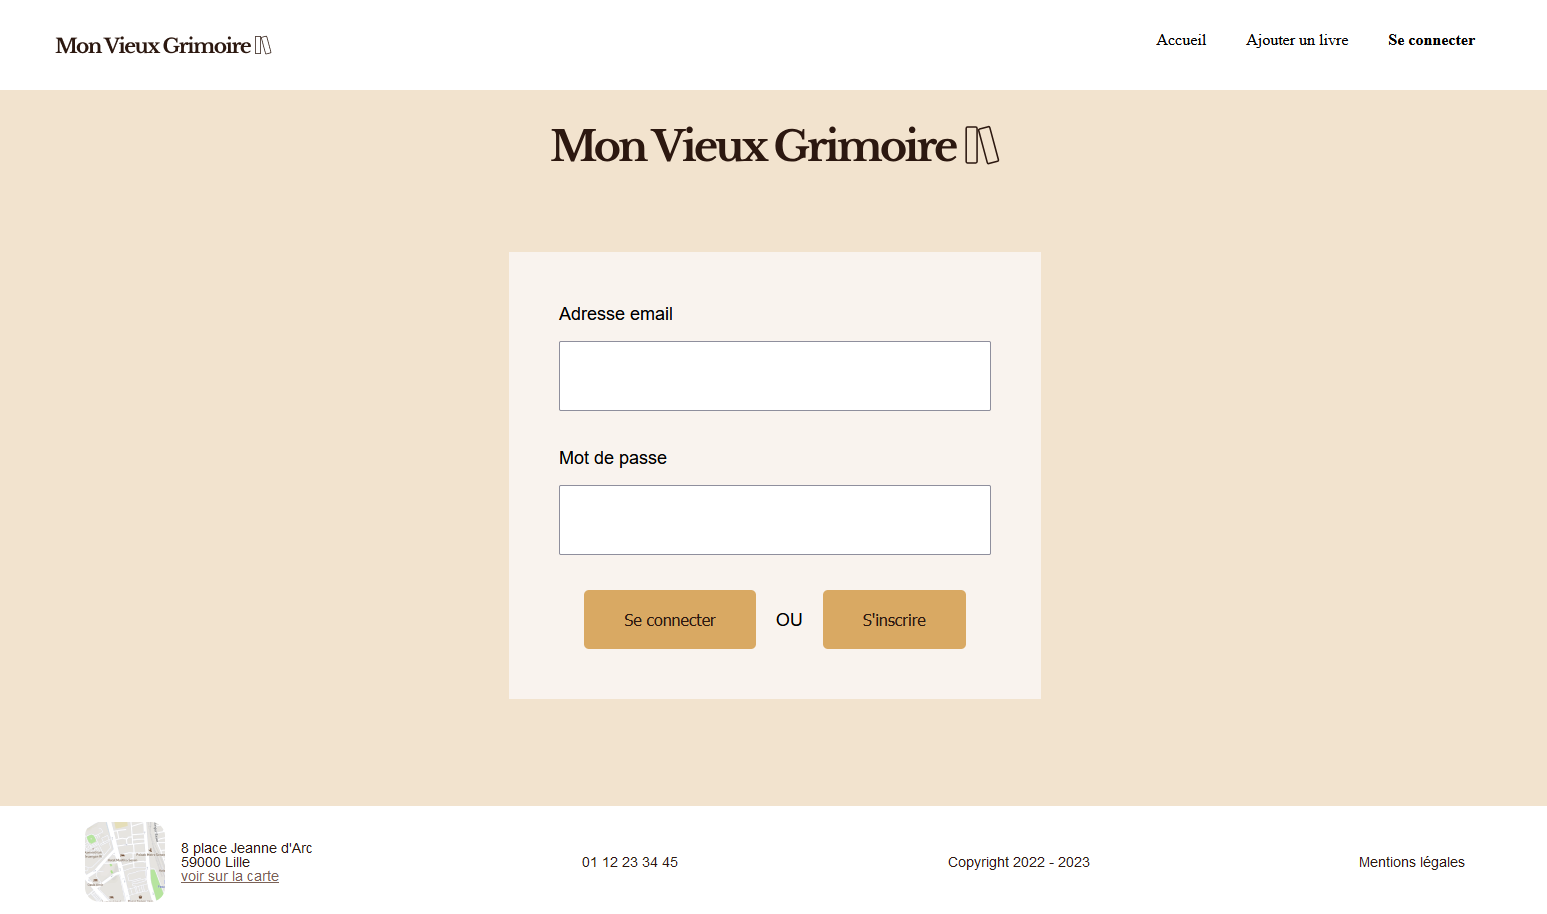 Mon Vieux Grimoire
Accueil
Ajouter un livre
Se connecter
Mon Vieux Grimoire
Adresse email
Mot de passe
Se connecter
OU
S'inscrire
8 place Jeanne d'Arc
59000 Lille
voir sur la carte
01 12 23 34 45
Copyright 2022 - 2023
Mentions légales